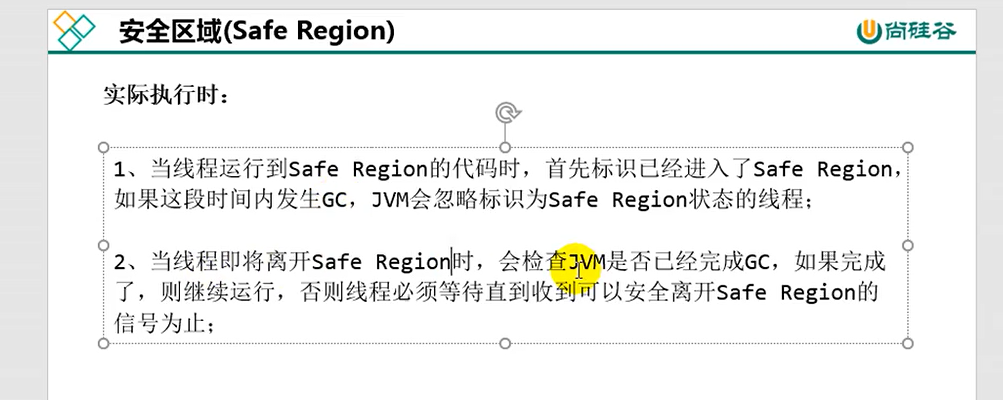 安全区域(Safe Region)
尚硅谷
实际执行时：
1、当线程运行到Safe Region的代码时，首先标识已经进入了Safe Region，
如果这段时间内发生GC，JVM会忽略标识为Safe Region状态的线程；
2、当线程即将离开Safe Region时，会检查JVM是否已经完成GC，如果完成
了，则继续运行，否则线程必须等待直到收到可以安全离开Safe Region的
信号为止；